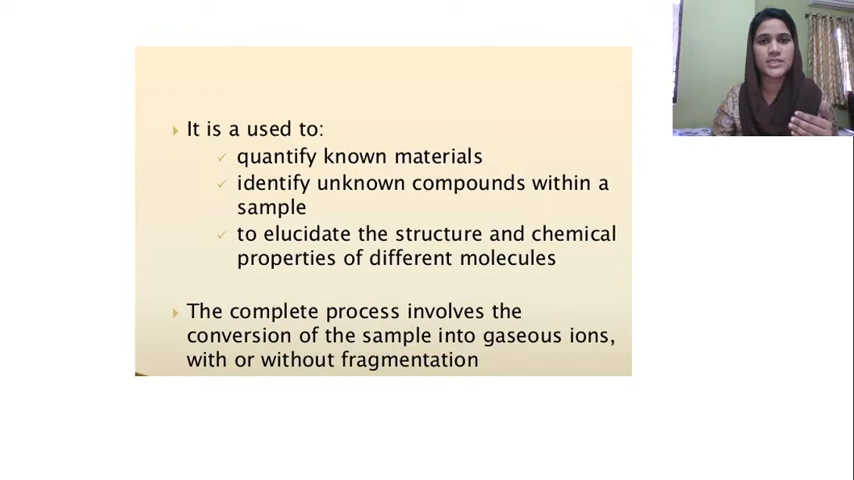 It is a used to:
quantify known materials
identify unknown compounds within a
sample
to elucidate the structure and chemical
properties of different molecules
The complete process involves the
conversion of the sample into gaseous ions,
with or without fragmentation